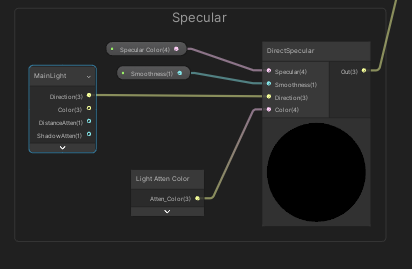 Specular
Specular Color(4)
Smoothness(1)
MainLight
Direction(3)
Color(3)
DistanceAtten(1)
ShadowAtten(1)
Light Atten Color
Atten_Color(3)
DirectSpecular
Specular(4)
Smoothness(1)
Direction(3)
Color(4)
Out(3)